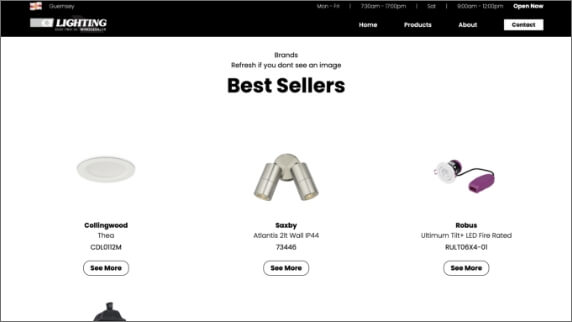 Guernsey
Mon - Fri | 7:30am - 17:00pm | Sat | 9:00am - 12:00pm Open Now
LIGHTING
Home Products About Contact
Brands
Refresh if you dont see an image
Best Sellers
Collingwood
Thea
CDL0112M
See More
Saxby
Atlantis 2lt Wall IP44
73446
See More
Robus
Ultimum Tilt+ LED Fire Rated
RULT06X4-01
See More